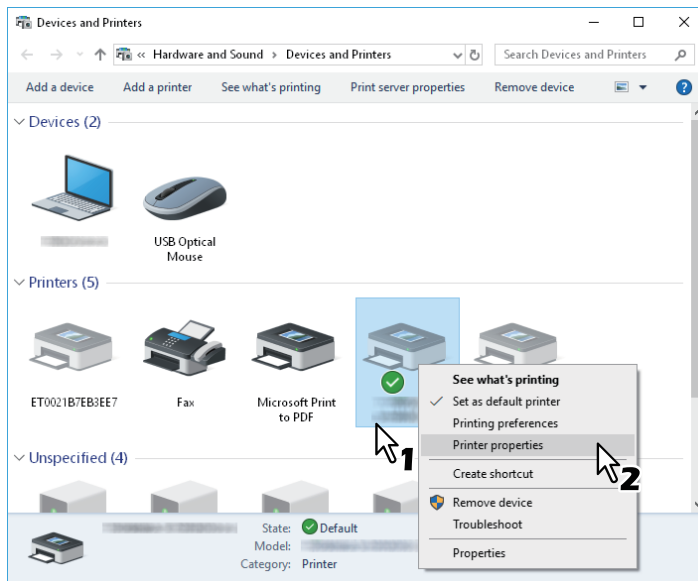 Devices and Printers
« Hardware and Sound > Devices and Printers
Search Devices and Printers
Add a device
Add a printer
See what's printing
Print server properties
Remove device
?
Devices (2)
USB Optical
Mouse
Printers (5)
ET0021B7EB3EE7
Fax
Microsoft Print
to PDF
1
See what's printing
Set as default printer
Printing preferences
Printer properties
2
Create shortcut
Remove device
Troubleshoot
Properties
Unspecified (4)
State: Default
Model:
Category: Printer